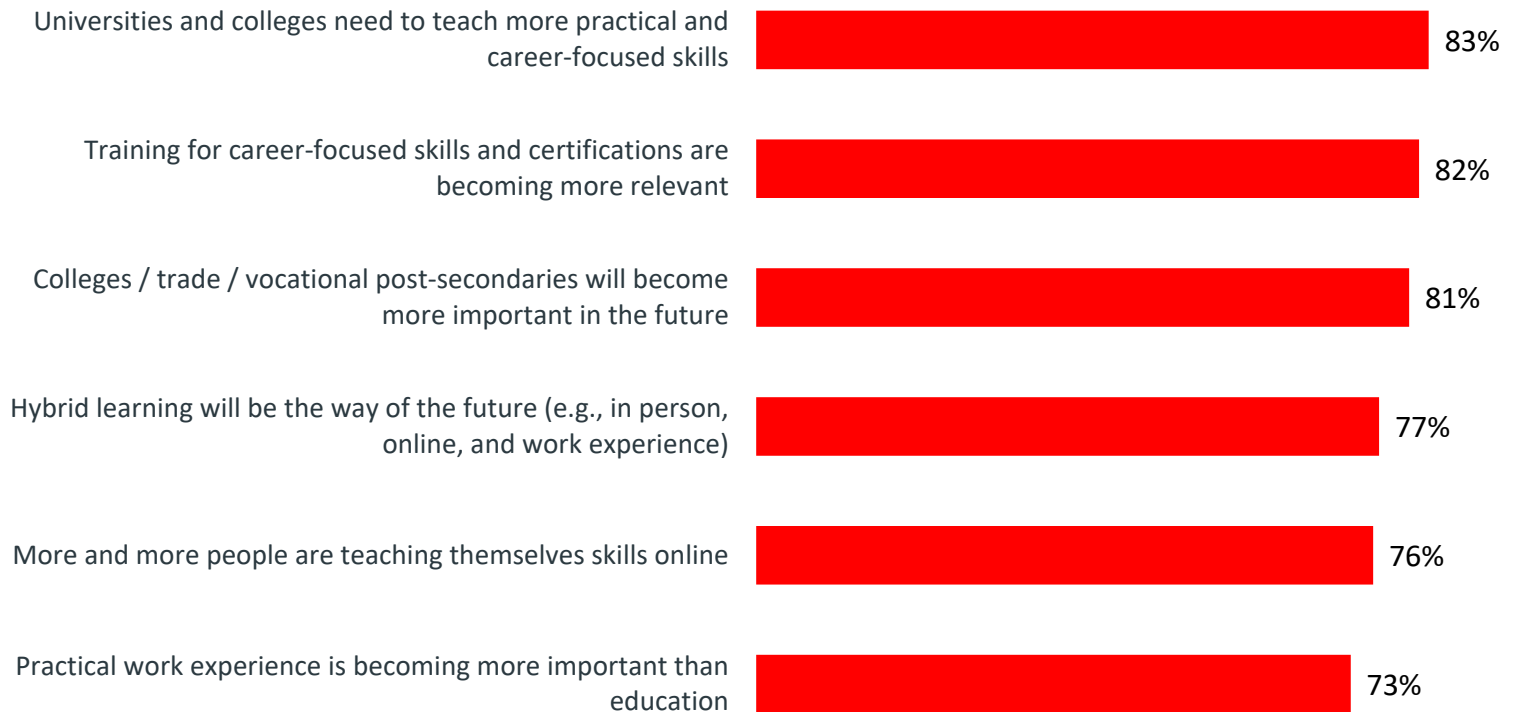 Universities and colleges need to teach more practical and
career-focused skills
83%
Training for career-focused skills and certifications are
becoming more relevant
82%
Colleges / trade / vocational post-secondaries will become
more important in the future
81%
Hybrid learning will be the way of the future (e.g., in person,
online, and work experience)
77%
More and more people are teaching themselves skills online
76%
Practical work experience is becoming more important than
education
73%